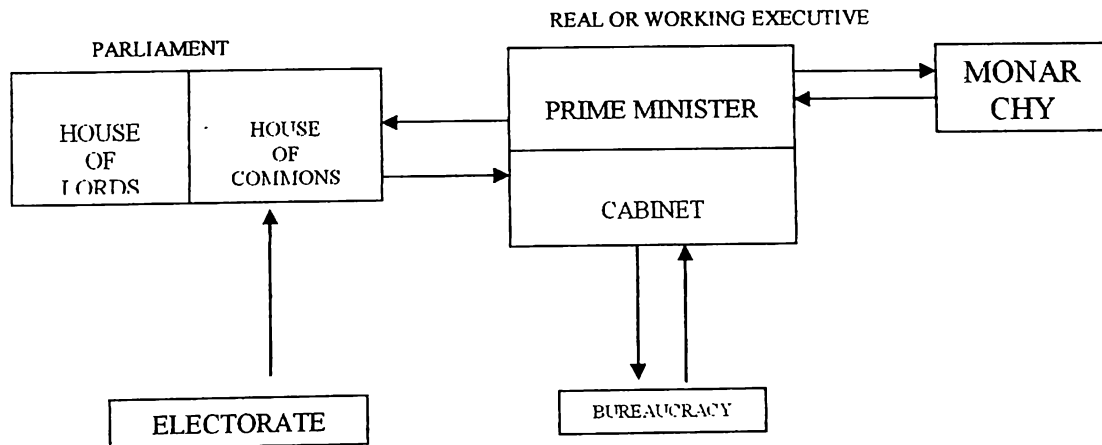 REAL OR WORKING EXECUTIVE
PARLIAMENT
HOUSE
OF
LORDS
HOUSE
OF
COMMONS
PRIME MINISTER
CABINET
MONAR
CHY
ELECTORATE
BUREAUCRACY